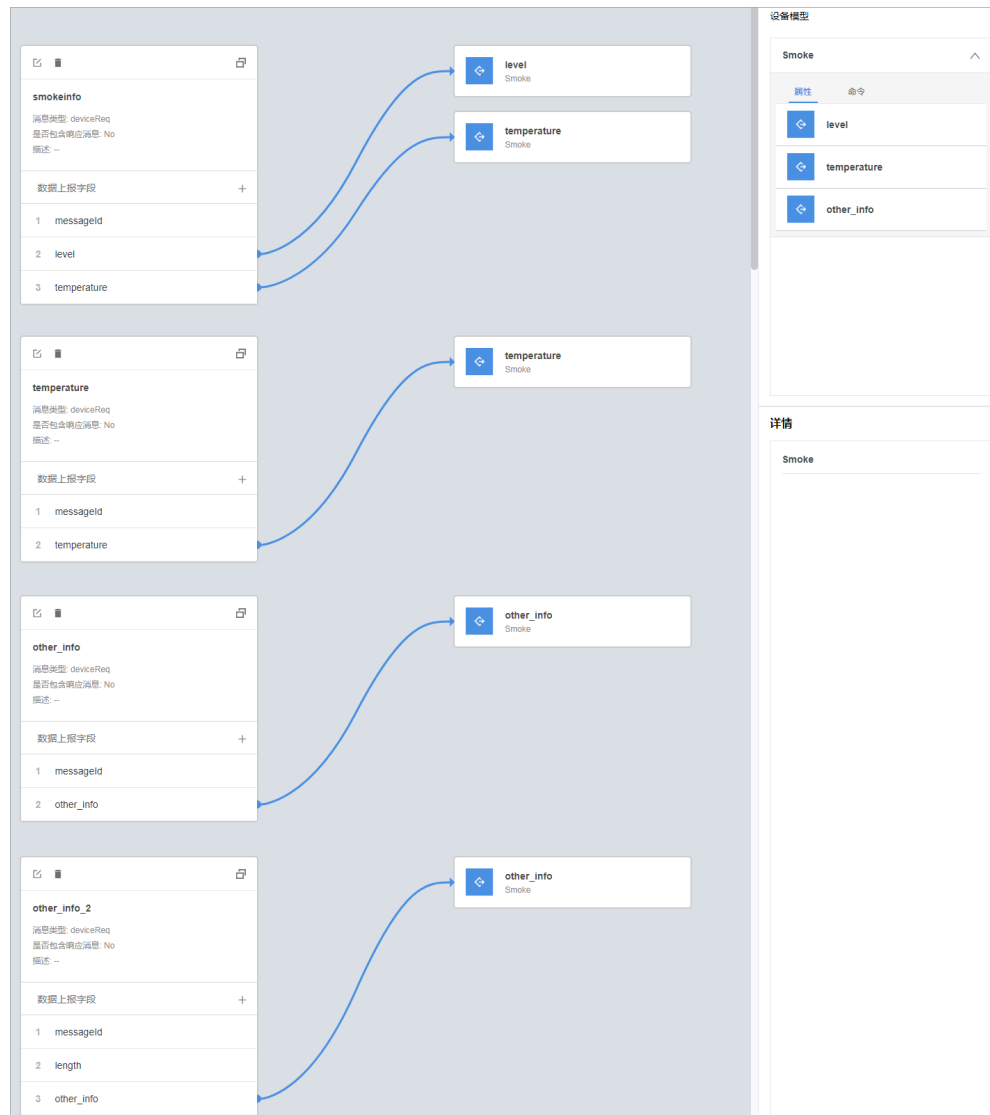 smokeinfo
消息类型: deviceReq
是否包含响应消息: No
描述: --
数据上报字段
1 messageId
2 level
3 temperature
level
Smoke
temperature
Smoke
temperature
消息类型: deviceReq
是否包含响应消息: No
描述: --
数据上报字段
1 messageId
2 temperature
temperature
Smoke
other_info
消息类型: deviceReq
是否包含响应消息: No
描述: --
数据上报字段
1 messageId
2 other_info
other_info
Smoke
other_info_2
消息类型: deviceReq
是否包含响应消息: No
描述: --
数据上报字段
1 messageId
2 length
3 other_info
other_info
Smoke
设备模型
Smoke
属性 命令
level
temperature
other_info
详情
Smoke